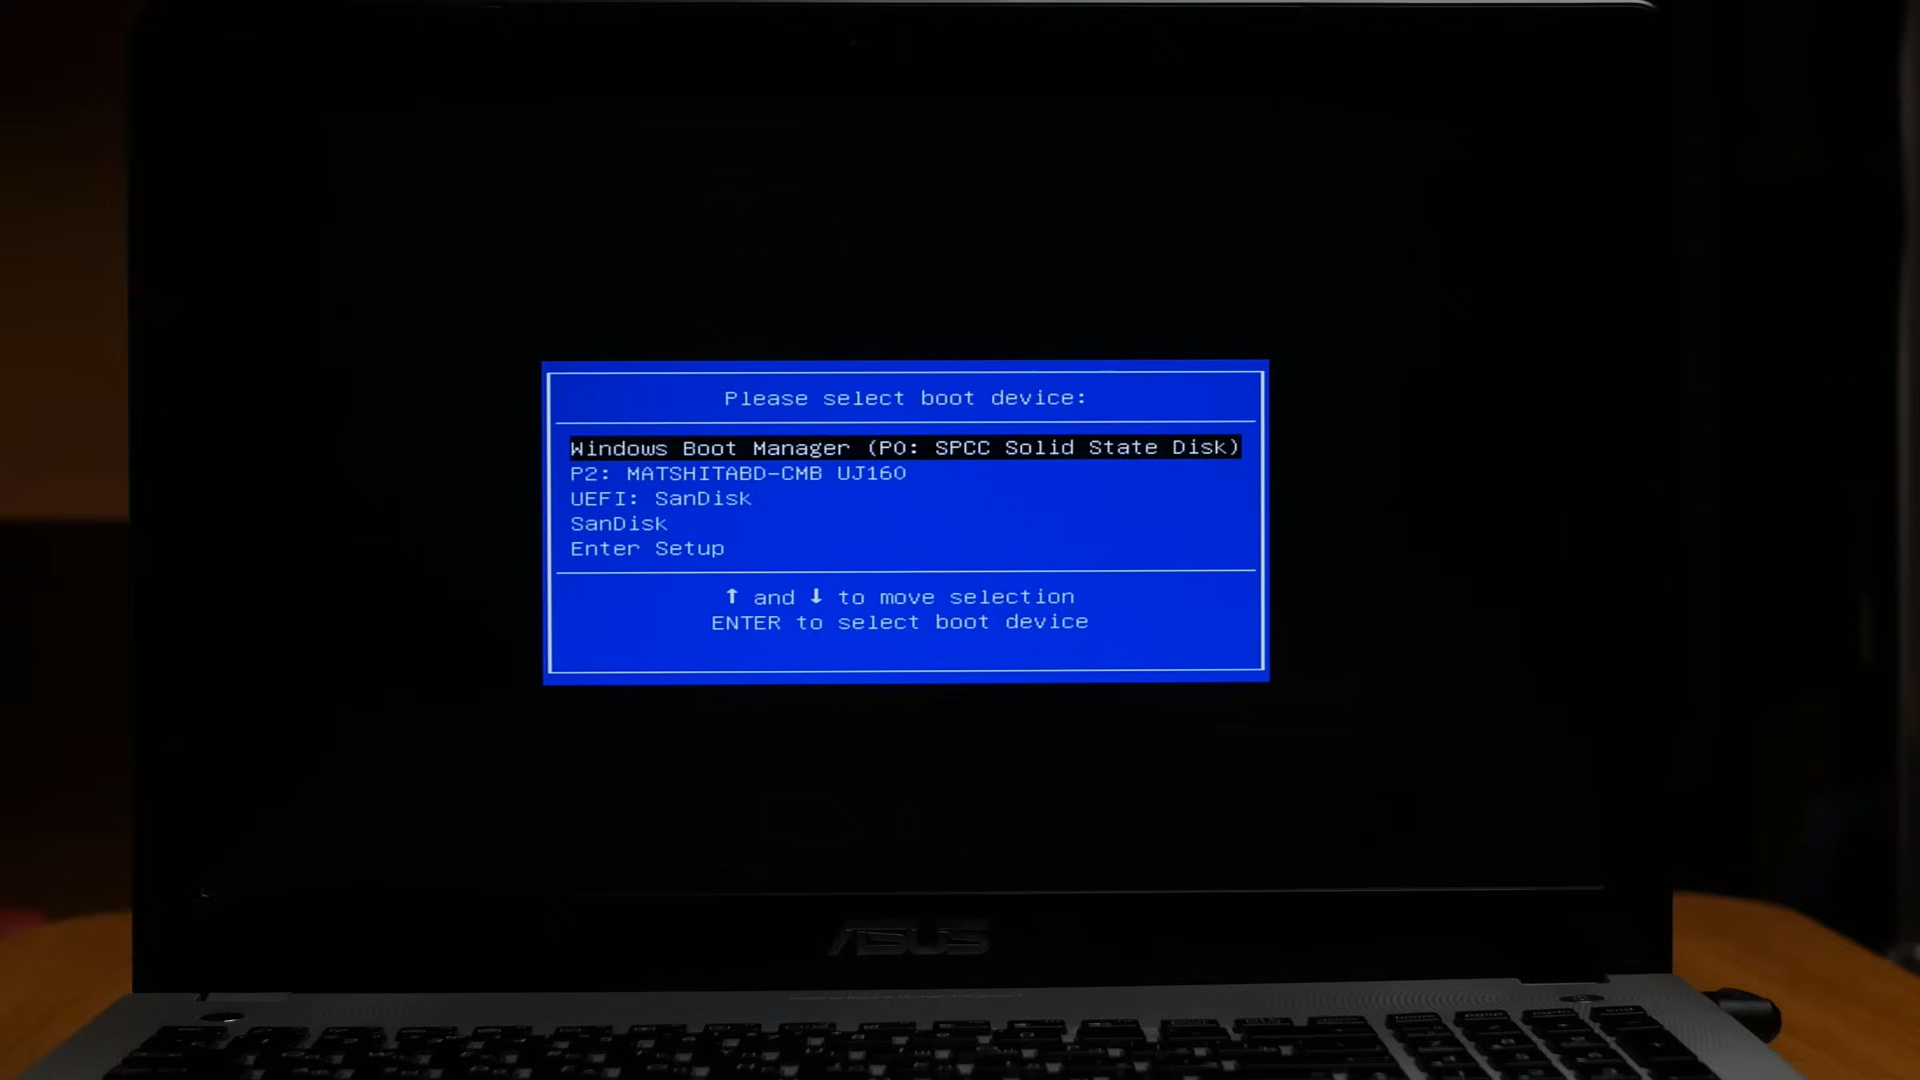 Please select boot device:
Windows Boot Manager (P0: SPCC Solid State Disk)
P2: MATSHITABD-CMB UJ160
UEFI: SanDisk
SanDisk
Enter Setup
↑ and ↓ to move selection
ENTER to select boot device
ASUS